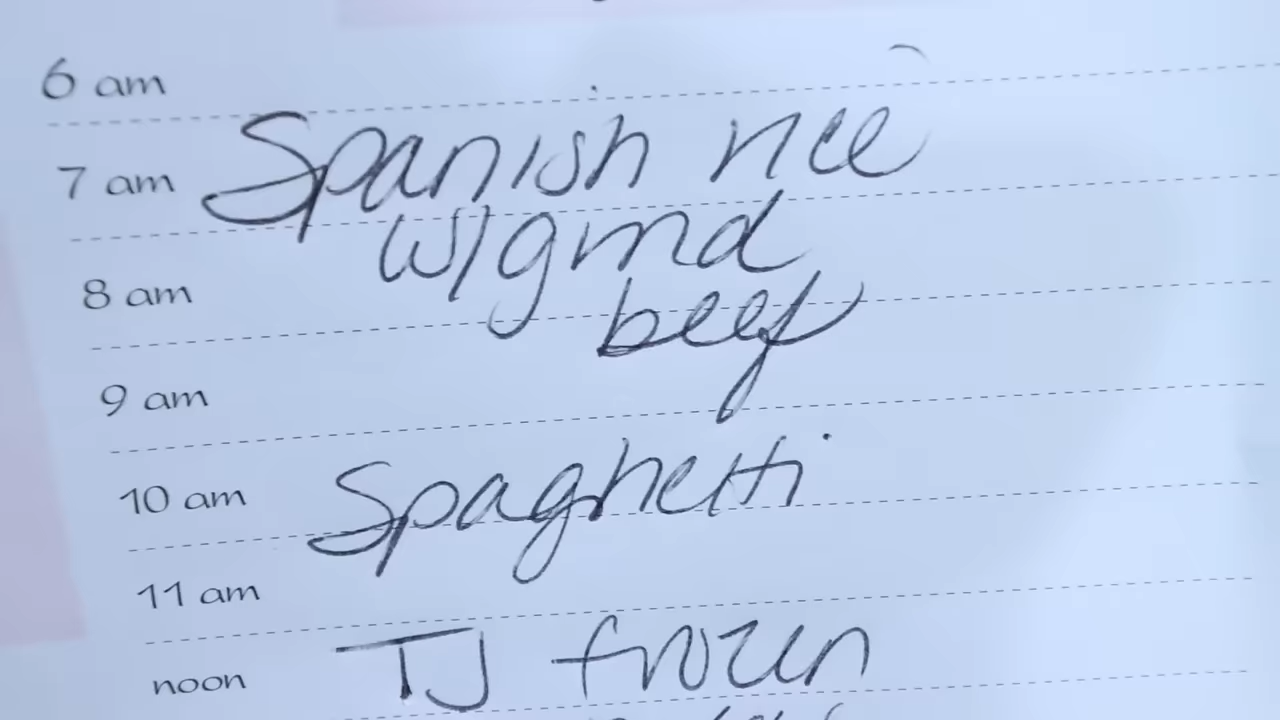 6 am
7 am Spanish rice
w/ grnd
8 am
beef
9 am
10 am Spaghetti
11 am
noon TJ frozen